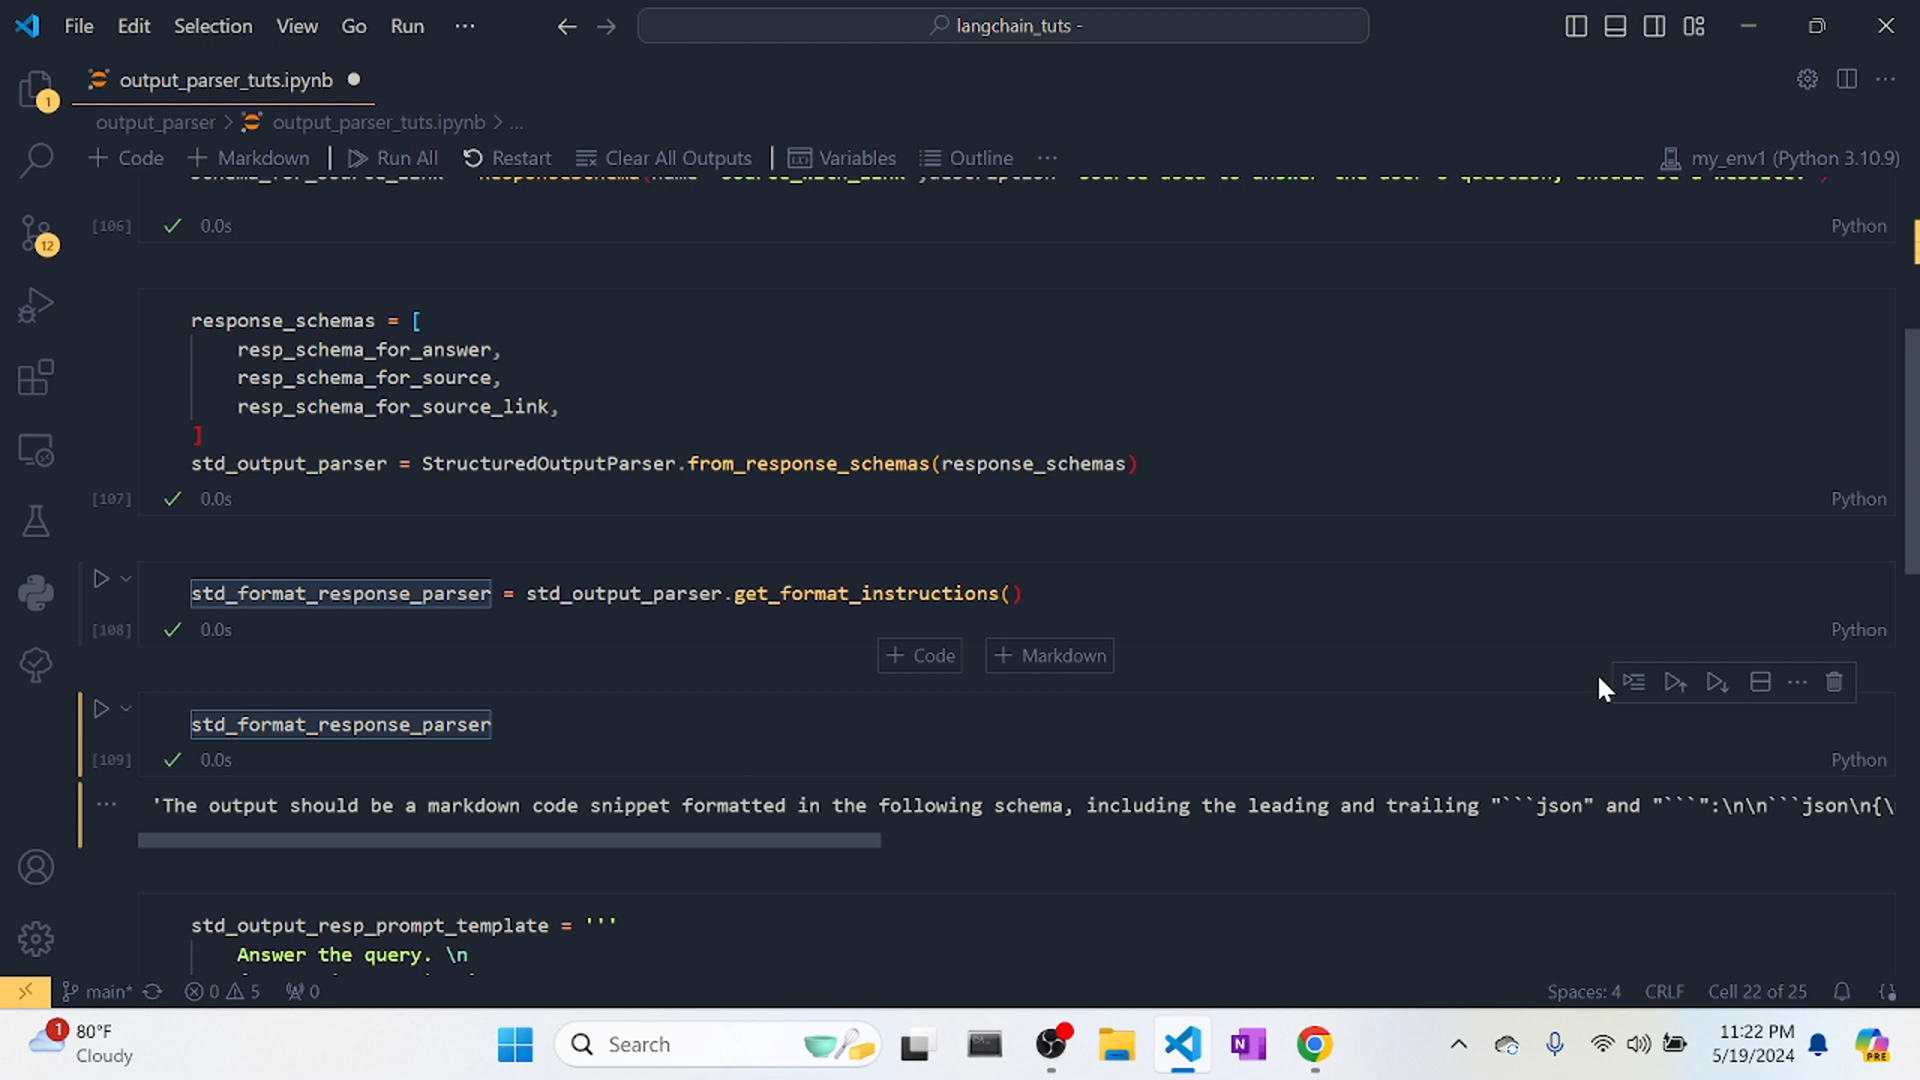 File Edit Selection View Go Run ···
langchain_tuts -
output_parser_tuts.ipynb
1
output_parser > output_parser_tuts.ipynb > ...
+ Code + Markdown Run All Restart Clear All Outputs Variables Outline ···
my_env1 (Python 3.10.9)
[106] 0.0s Python
12
response_schemas = [
resp_schema_for_answer,
resp_schema_for_source,
resp_schema_for_source_link,
]
std_output_parser = StructuredOutputParser.from_response_schemas(response_schemas)
[107] 0.0s Python
std_format_response_parser = std_output_parser.get_format_instructions()
[108] 0.0s Python
+ Code + Markdown
std_format_response_parser
[109] 0.0s Python
'The output should be a markdown code snippet formatted in the following schema, including the leading and trailing "```json" and "```":\n\n```json\n{\
std_output_resp_prompt_template = '''
Answer the query. \n
main* 0 5 0
Spaces: 4 CRLF Cell 22 of 25
1 80°F
Cloudy
Search
11:22 PM
5/19/2024
PRE